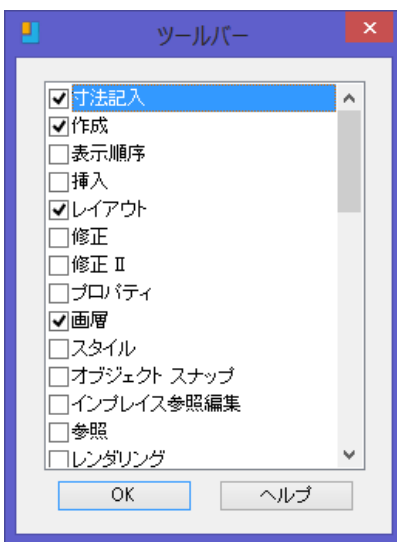 ツールバー
寸法記入
作成
表示順序
挿入
レイアウト
修正
修正 II
プロパティ
画層
スタイル
オブジェクト スナップ
インプレイス参照編集
参照
レンダリング
OK
ヘルプ